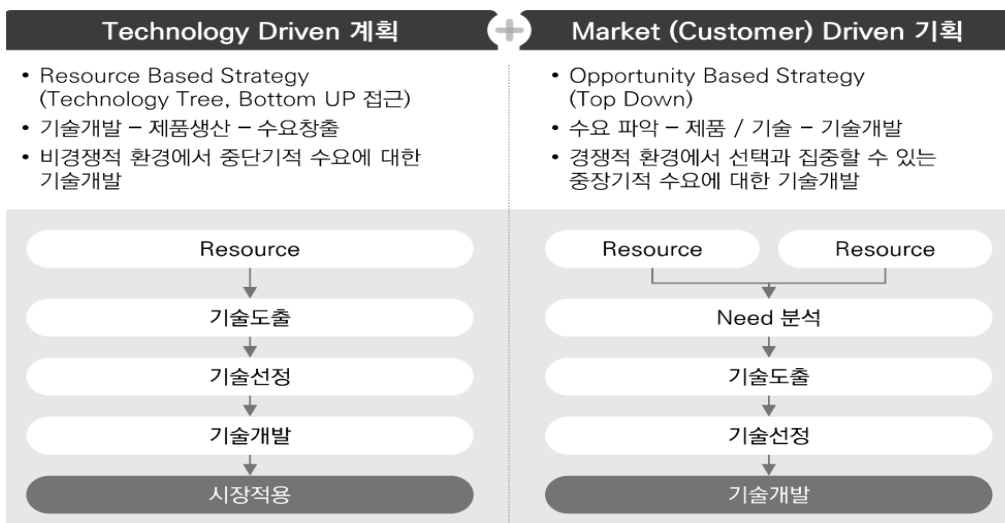 Technology Driven 계획
• Resource Based Strategy
(Technology Tree, Bottom UP 접근)
• 기술개발 – 제품생산 – 수요창출
• 비경쟁적 환경에서 중단기적 수요에 대한
기술개발
Resource
기술도출
기술선정
기술개발
시장적용
+
Market (Customer) Driven 기획
• Opportunity Based Strategy
(Top Down)
• 수요 파악 – 제품 / 기술 – 기술개발
• 경쟁적 환경에서 선택과 집중할 수 있는
중장기적 수요에 대한 기술개발
Resource
Resource
Need 분석
기술도출
기술선정
기술개발